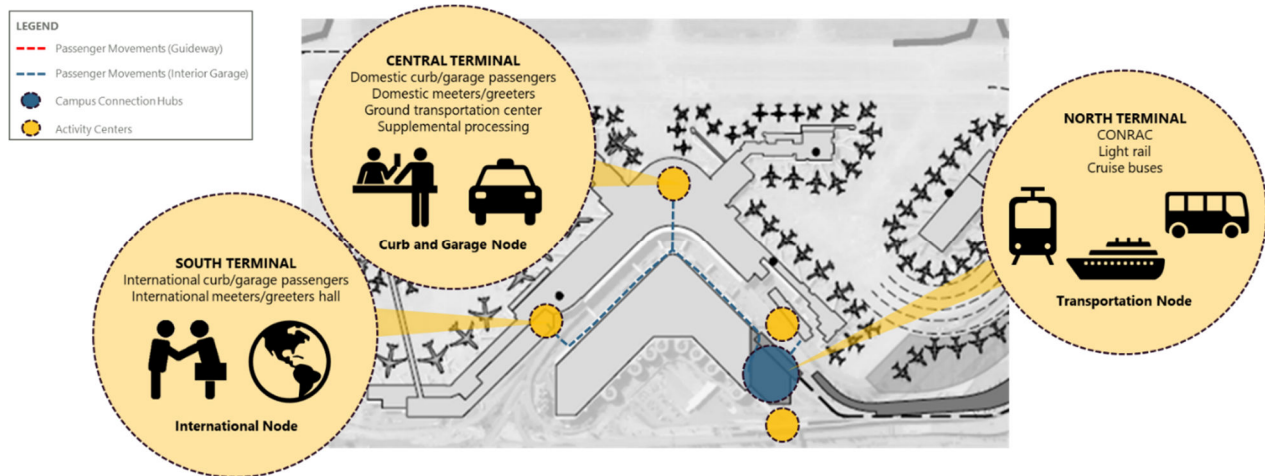 LEGEND
Passenger Movements (Guideway)
Passenger Movements (Interior Garage)
Campus Connection Hubs
Activity Centers
CENTRAL TERMINAL
Domestic curb/garage passengers
Domestic meeters/greeters
Ground transportation center
Supplemental processing
Curb and Garage Node
NORTH TERMINAL
CONRAC
Light rail
Cruise buses
Transportation Node
SOUTH TERMINAL
International curb/garage passengers
International meeters/greeters hall
International Node